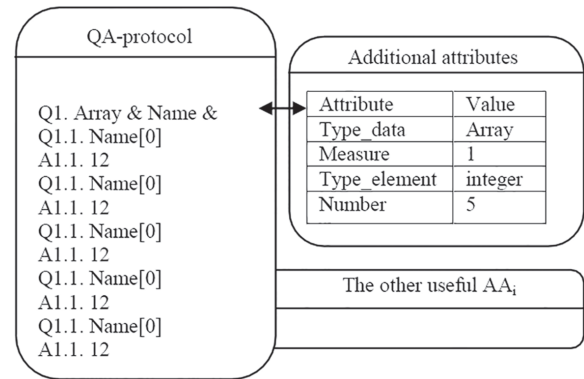 QA-protocol
Q1. Array & Name &
Q1.1. Name[0]
A1.1. 12
Q1.1. Name[0]
A1.1. 12
Q1.1. Name[0]
A1.1. 12
Q1.1. Name[0]
A1.1. 12
Q1.1. Name[0]
A1.1. 12
Additional attributes
Attribute Value
Type_data Array
Measure 1
Type_element integer
Number 5
The other useful AAi